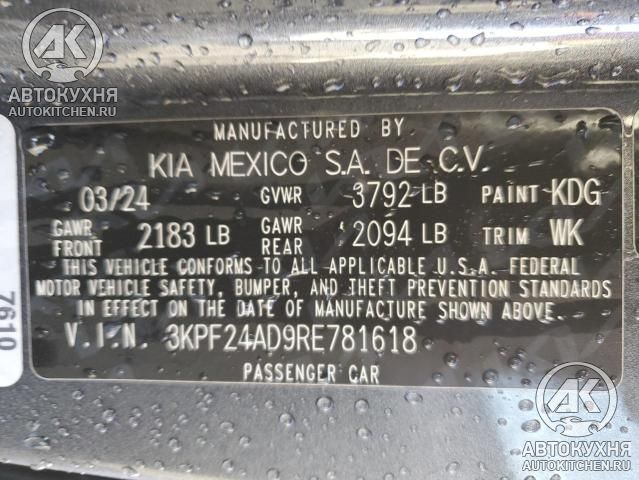 АК
АВТОКУХНЯ
AUTOKITCHEN.RU
MANUFACTURED BY
KIA MEXICO S.A. DE C.V.
03/24 GVWR 3792 LB PAINT KDG
GAWR FRONT 2183 LB GAWR REAR 2094 LB TRIM WK
THIS VEHICLE CONFORMS TO ALL APPLICABLE U.S.A. FEDERAL
MOTOR VEHICLE SAFETY, BUMPER, AND THEFT PREVENTION STANDARDS
IN EFFECT ON THE DATE OF MANUFACTURE SHOWN ABOVE.
V.I.N. 3KPF24AD9RE781618
PASSENGER CAR
7610
АК
АВТОКУХНЯ
AUTOKITCHEN.RU